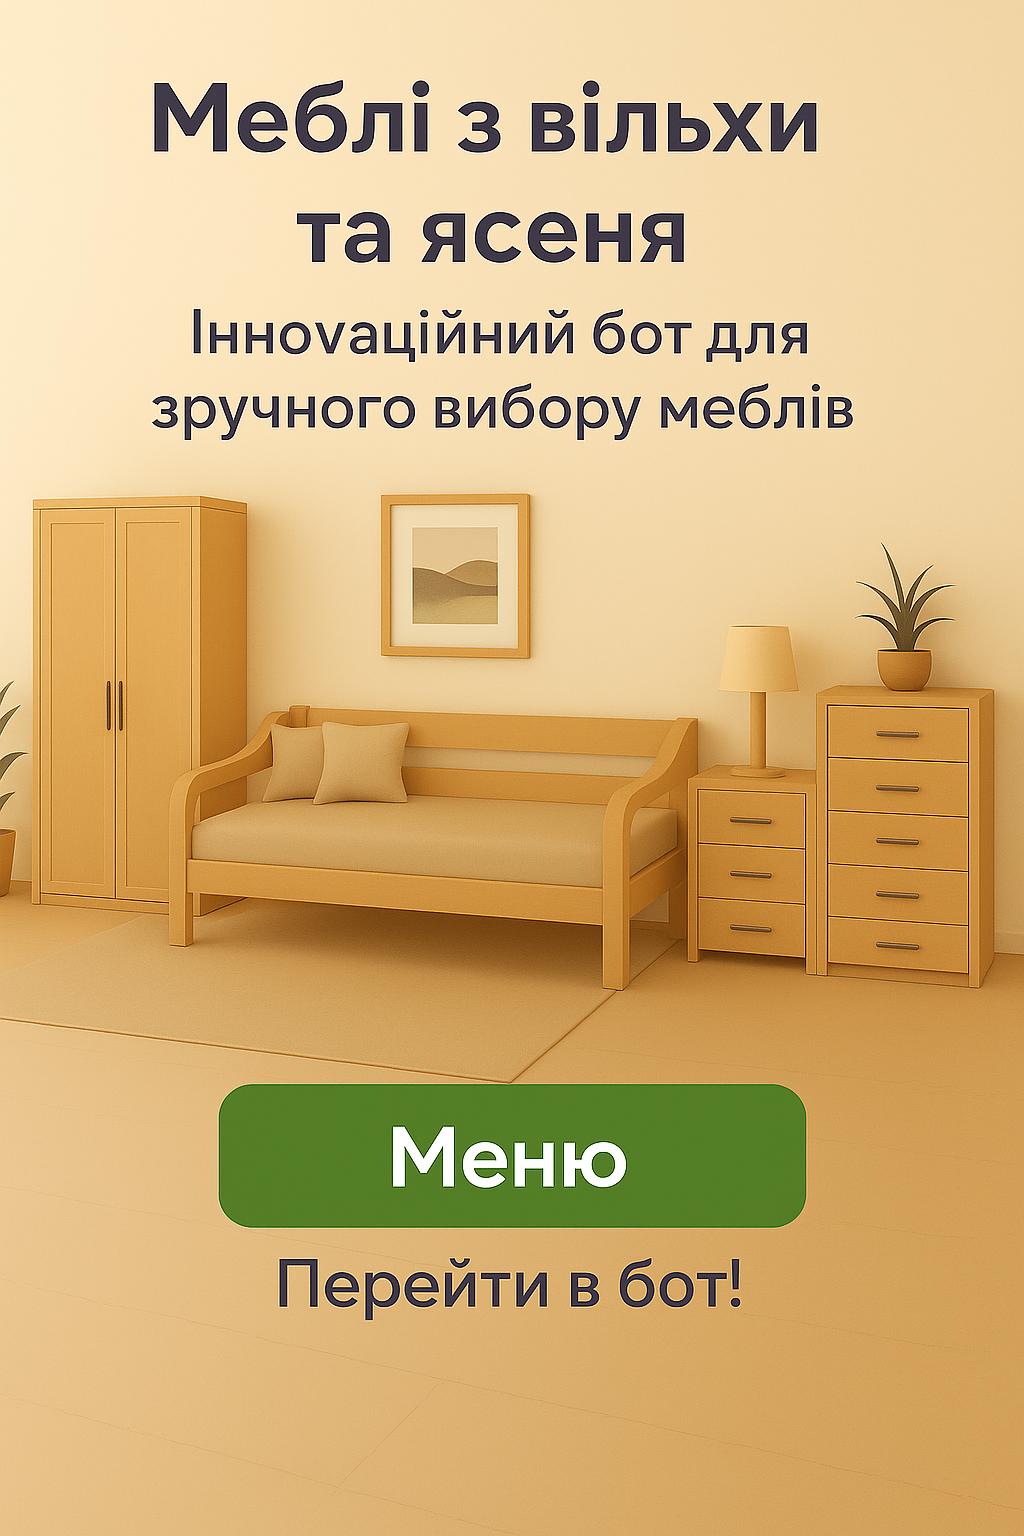 Меблі з вільхи
та ясеня
Інноvаційний бот для
зручного вибору меблів
Меню
Перейти в бот!